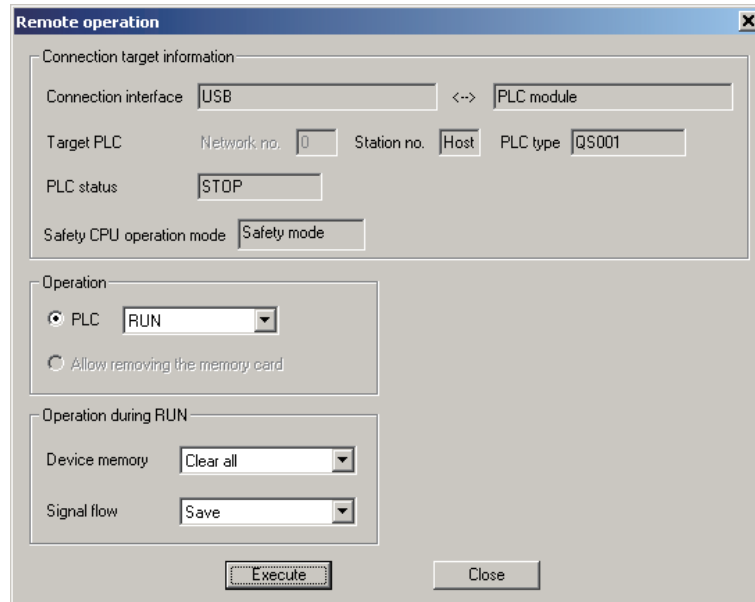 Remote operation
Connection target information
Connection interface USB <--> PLC module
Target PLC Network no. 0 Station no. Host PLC type QS001
PLC status STOP
Safety CPU operation mode Safety mode
Operation
PLC RUN
Allow removing the memory card
Operation during RUN
Device memory Clear all
Signal flow Save
Execute Close